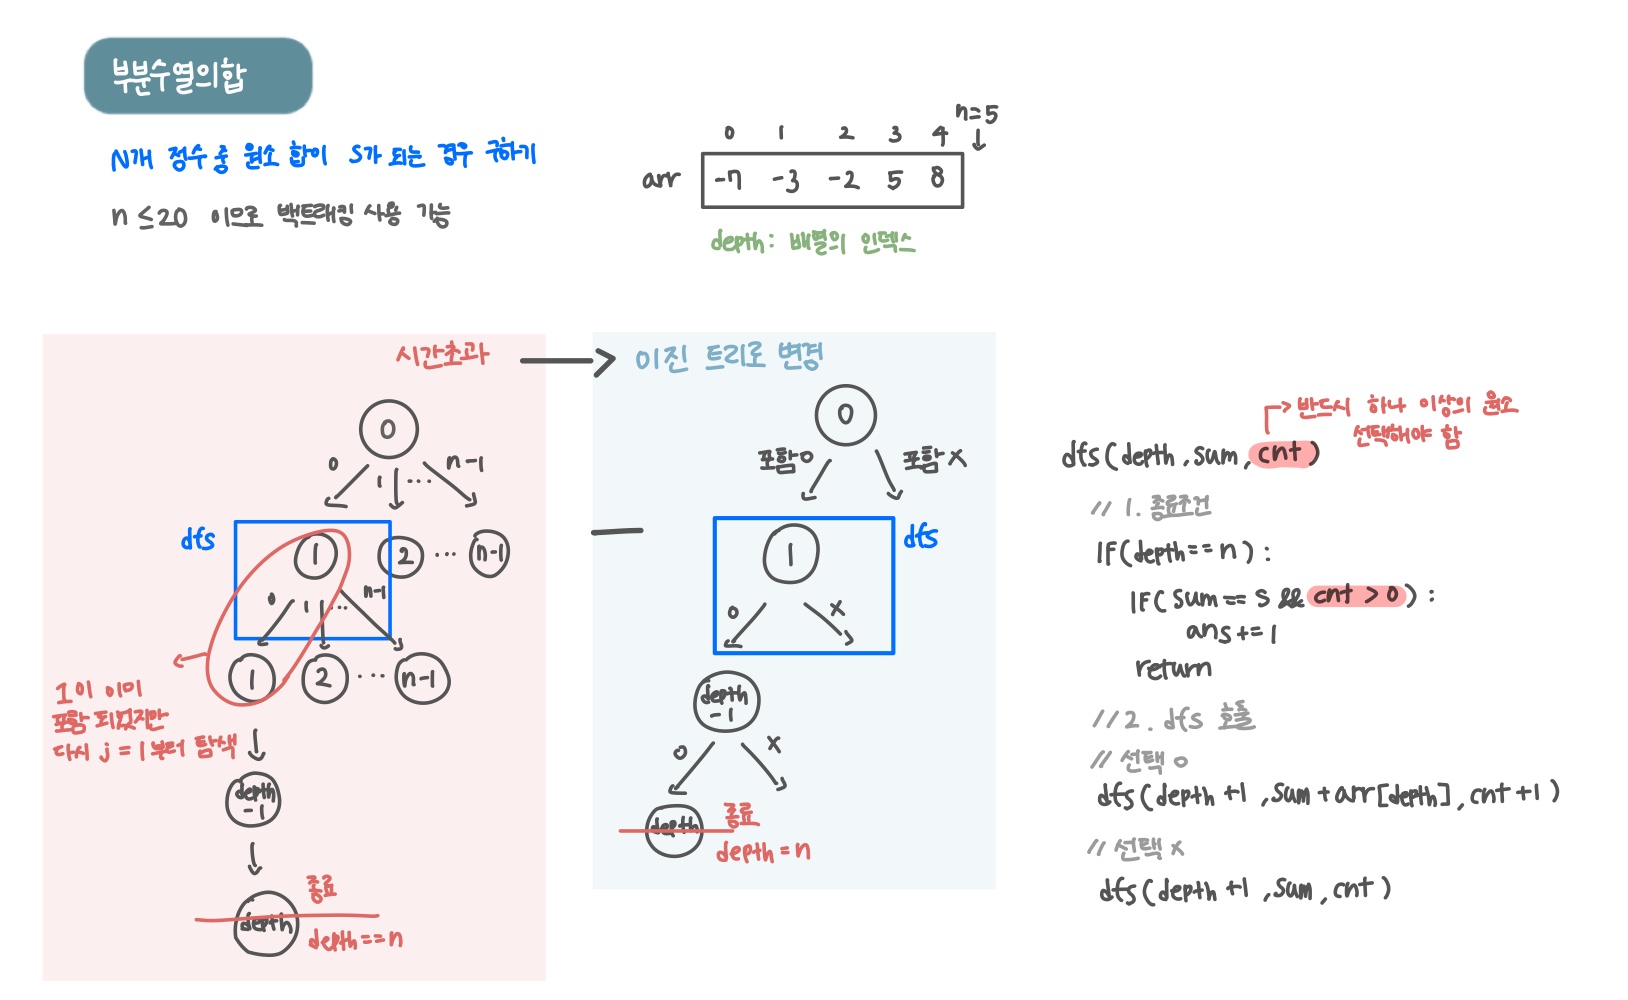 부분수열의합
N개 정수 중 원소 합이 S가 되는 경우 구하기
n ≤ 20 이므로 백트래킹 사용 가능
n=5
0 1 2 3 4
arr -7 -3 -2 5 8
depth : 배열의 인덱스
시간초과
0
0 1 ... n-1
dfs
1 2 ... n-1
0 1 ... n-1
1 2 ... n-1
1이 이미
포함 되었지만
다시 j = 1부터 탐색
depth
-1
종료
depth
depth==n
이진 트리로 변경
0
포함 o 포함 x
dfs
1
o x
depth
-1
o x
종료
depth
depth=n
반드시 하나 이상의 원소
선택해야 함
dfs(depth, sum, cnt)
// 1. 종료조건
IF(depth==n) :
IF( sum == S && cnt > 0 ) :
ans += 1
return
// 2. dfs 호출
// 선택 o
dfs(depth +1 , sum + arr[depth], cnt +1 )
// 선택 x
dfs(depth +1 , sum, cnt )